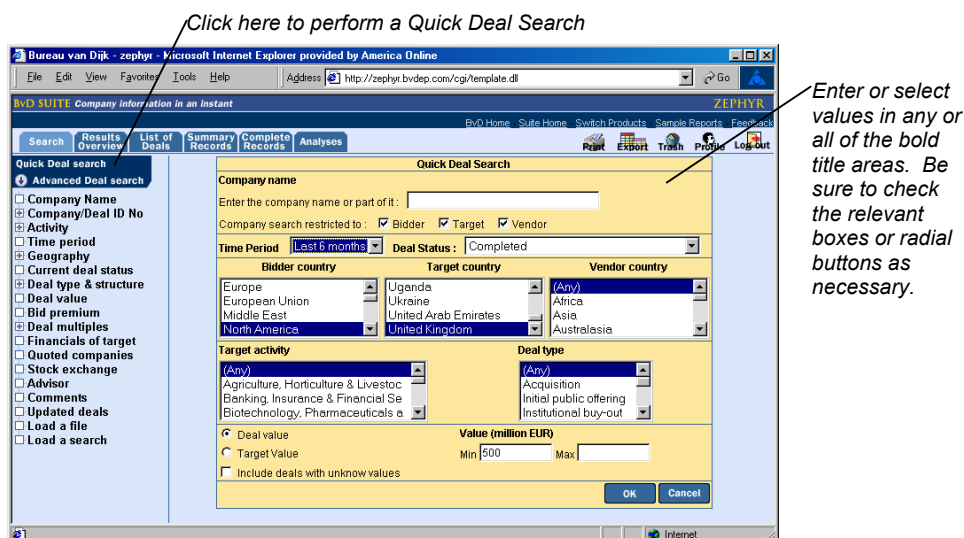 Click here to perform a Quick Deal Search
Bureau van Dijk - zephyr - Microsoft Internet Explorer provided by America Online
File Edit View Favorites Tools Help Address http://zephyr.bvdep.com/cgi/template.dll Go
BvD SUITE Company information in an instant ZEPHYR
BvD Home Suite Home Switch Products Sample Reports Feedback
Search Results Overview List of Deals Summary Records Complete Records Analyses Print Export Trash Profile Log out
Quick Deal search
Advanced Deal search
Company Name
Company/Deal ID No
Activity
Time period
Geography
Current deal status
Deal type & structure
Deal value
Bid premium
Deal multiples
Financials of target
Quoted companies
Stock exchange
Advisor
Comments
Updated deals
Load a file
Load a search
Quick Deal Search
Company name
Enter the company name or part of it :
Company search restricted to : Bidder Target Vendor
Time Period Last 6 months Deal Status : Completed
Bidder country Target country Vendor country
Europe Uganda (Any)
European Union Ukraine Africa
Middle East United Arab Emirates Asia
North America United Kingdom Australasia
Target activity Deal type
(Any) (Any)
Agriculture, Horticulture & Livestoc Acquisition
Banking, Insurance & Financial Se Initial public offering
Biotechnology, Pharmaceuticals a Institutional buy-out
Deal value Value (million EUR)
Target Value Min 500 Max
Include deals with unknow values
OK Cancel
Internet
Enter or select
values in any or
all of the bold
title areas. Be
sure to check
the relevant
boxes or radial
buttons as
necessary.